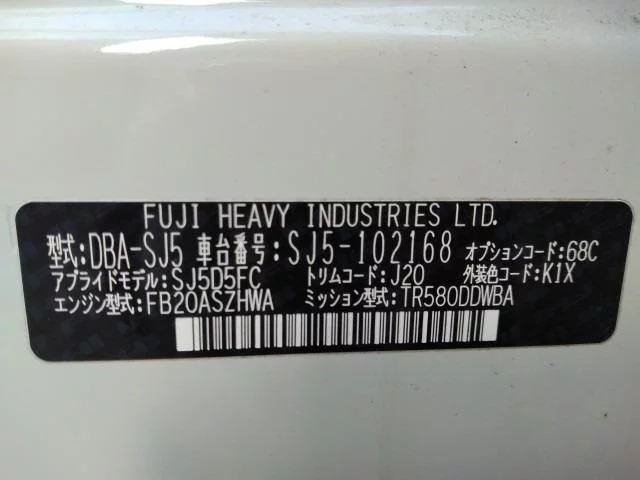 FUJI HEAVY INDUSTRIES LTD.
型式:DBA-SJ5 車台番号:SJ5-102168 オプションコード:68C
アプライドモデル:SJ5D5FC トリムコード:J20 外装色コード:K1X
エンジン型式:FB20ASZHWA ミッション型式:TR580DDWBA